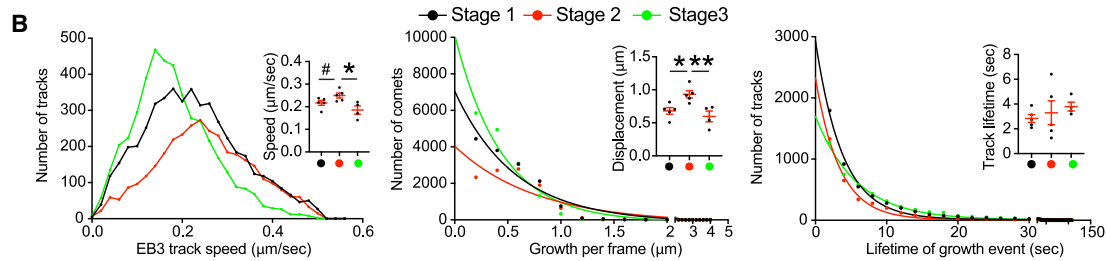 B
Stage 1 Stage 2 Stage3
Number of tracks
500
400
300
200
100
0
0.0 0.2 0.4 0.6
EB3 track speed (μm/sec)
Speed (μm/sec)
0.4
0.3
0.2
0.1
0.0
# *
Number of comets
10000
8000
6000
4000
2000
0
0.0 0.5 1.0 1.5 2 3 4 5
Growth per frame (μm)
Displacement (μm)
1.5
1.0
0.5
0.0
* **
Number of tracks
3000
2000
1000
0
0 10 20 30 150
Lifetime of growth event (sec)
Track lifetime (sec)
8
6
4
2
0